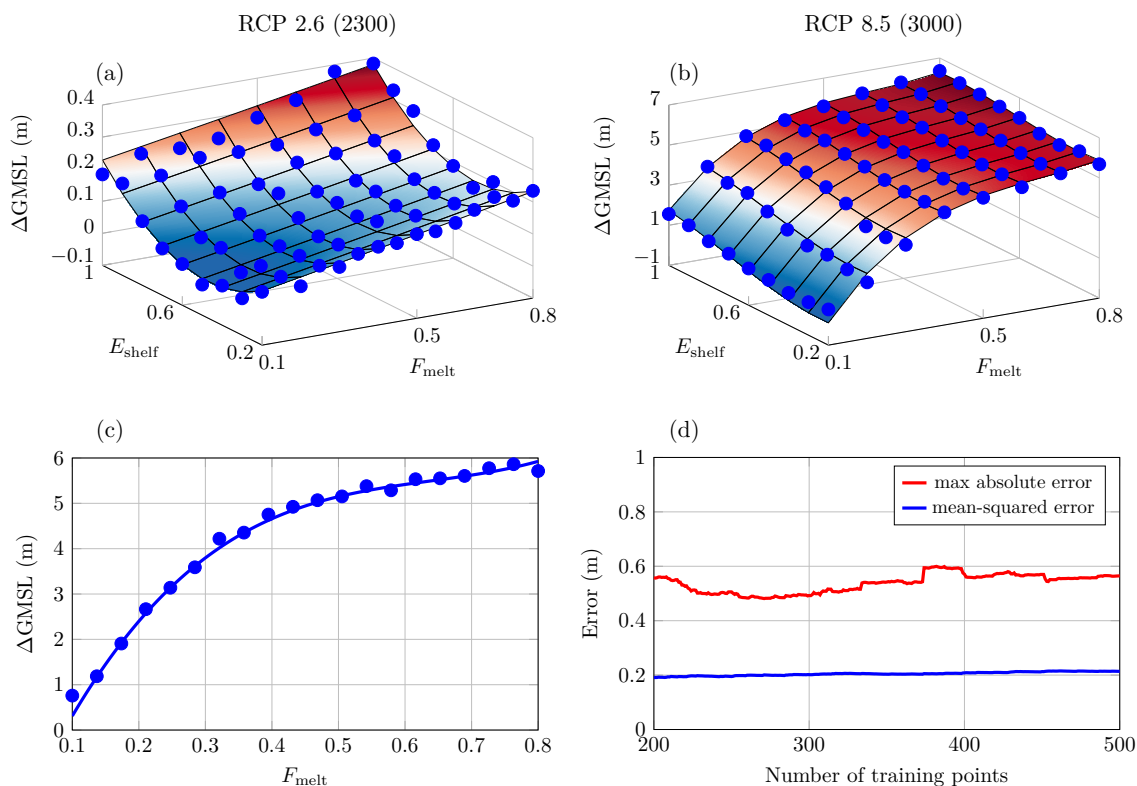 RCP 2.6 (2300)
RCP 8.5 (3000)
(a)
ΔGMSL (m)
0.4
0.3
0.2
0.1
0
−0.1
1
0.6
0.2
E_shelf
0.1
0.5
0.8
F_melt
(b)
ΔGMSL (m)
7
5
3
1
−1
1
0.6
0.2
E_shelf
0.1
0.5
0.8
F_melt
(c)
ΔGMSL (m)
6
5
4
3
2
1
0
0.1 0.2 0.3 0.4 0.5 0.6 0.7 0.8
F_melt
(d)
Error (m)
1
0.8
0.6
0.4
0.2
0
max absolute error
mean-squared error
200 300 400 500
Number of training points